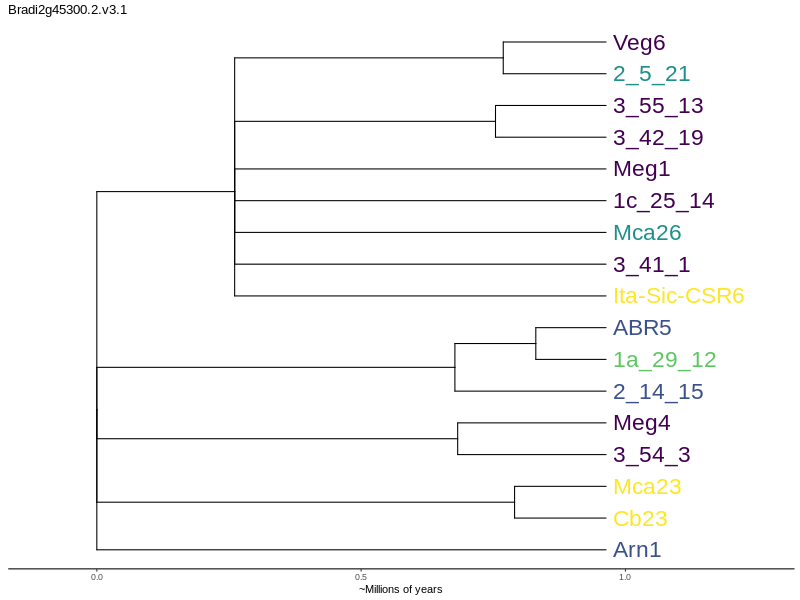 Bradi2g45300.2.v3.1
Veg6
2_5_21
3_55_13
3_42_19
Meg1
1c_25_14
Mca26
3_41_1
Ita-Sic-CSR6
ABR5
1a_29_12
2_14_15
Meg4
3_54_3
Mca23
Cb23
Arn1
0.0 0.5 1.0
~Millions of years